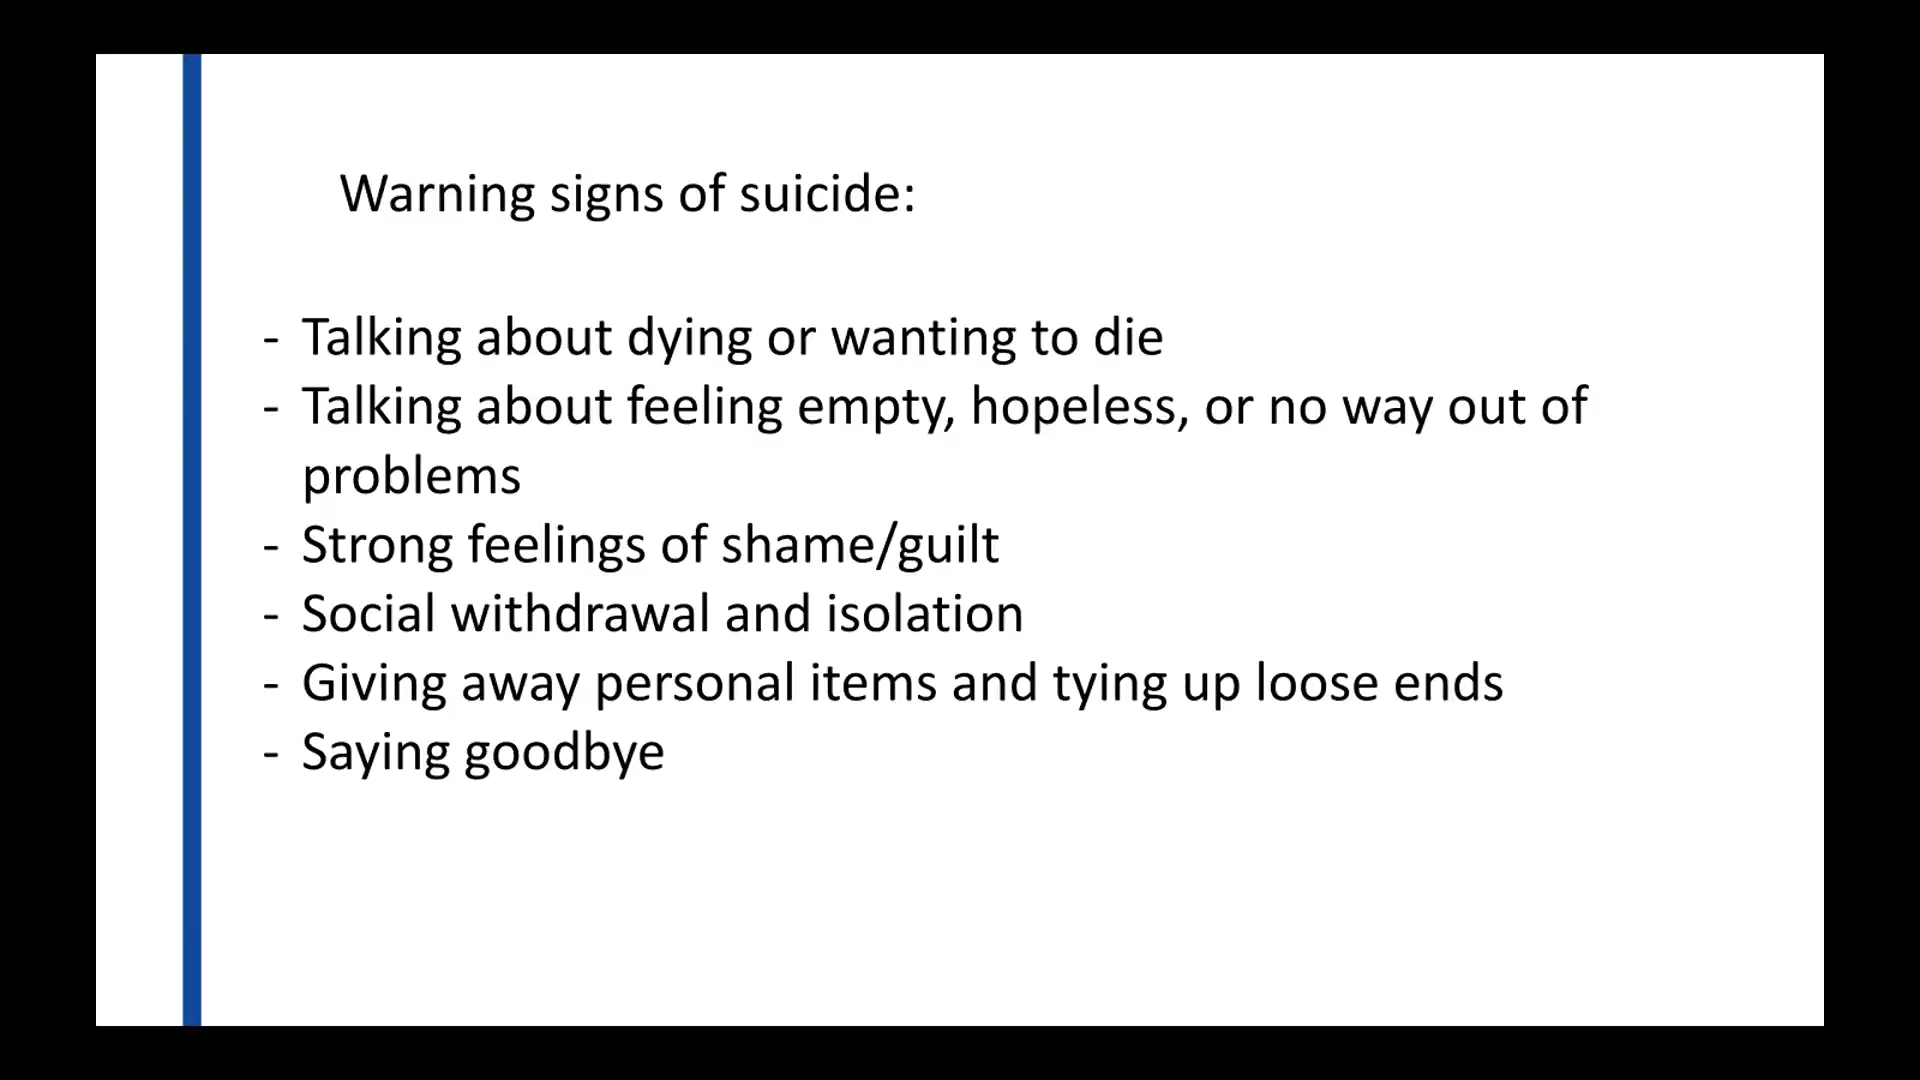 Warning signs of suicide:
- Talking about dying or wanting to die
- Talking about feeling empty, hopeless, or no way out of
problems
- Strong feelings of shame/guilt
- Social withdrawal and isolation
- Giving away personal items and tying up loose ends
- Saying goodbye